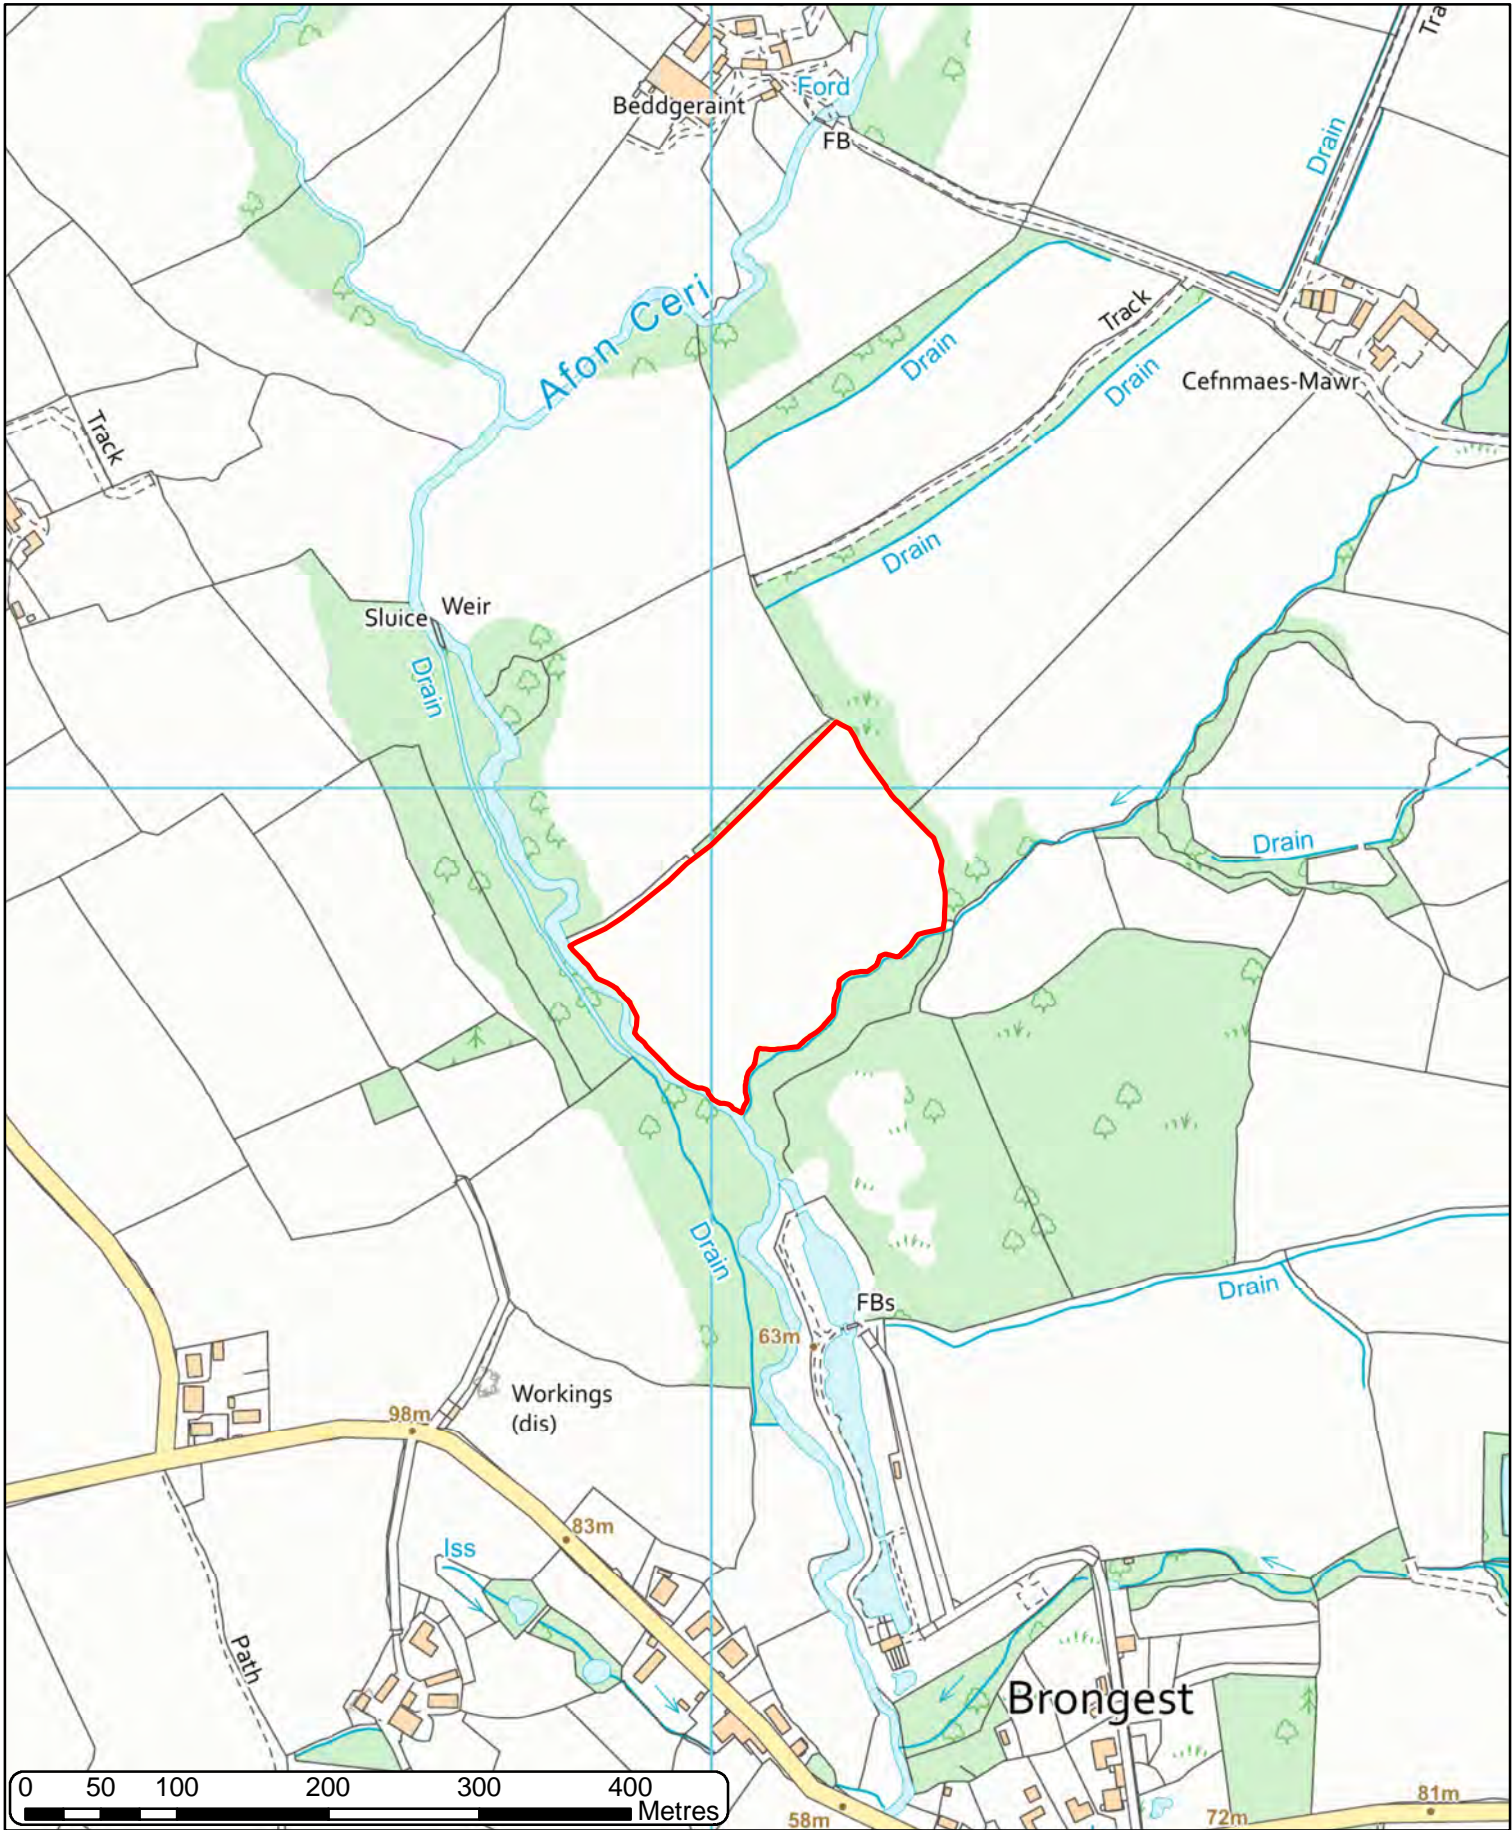 Tra
Ford
Beddgeraint
FB
Drain
Afon Ceri
Track
Drain
Drain
Cefnmaes-Mawr
Track
Drain
Sluice
Weir
Drain
Drain
Drain
Drain
FBs
63m
Workings
(dis)
98m
83m
Iss
Path
Brongest
0 50 100 200 300 400
Metres
58m
72m
81m